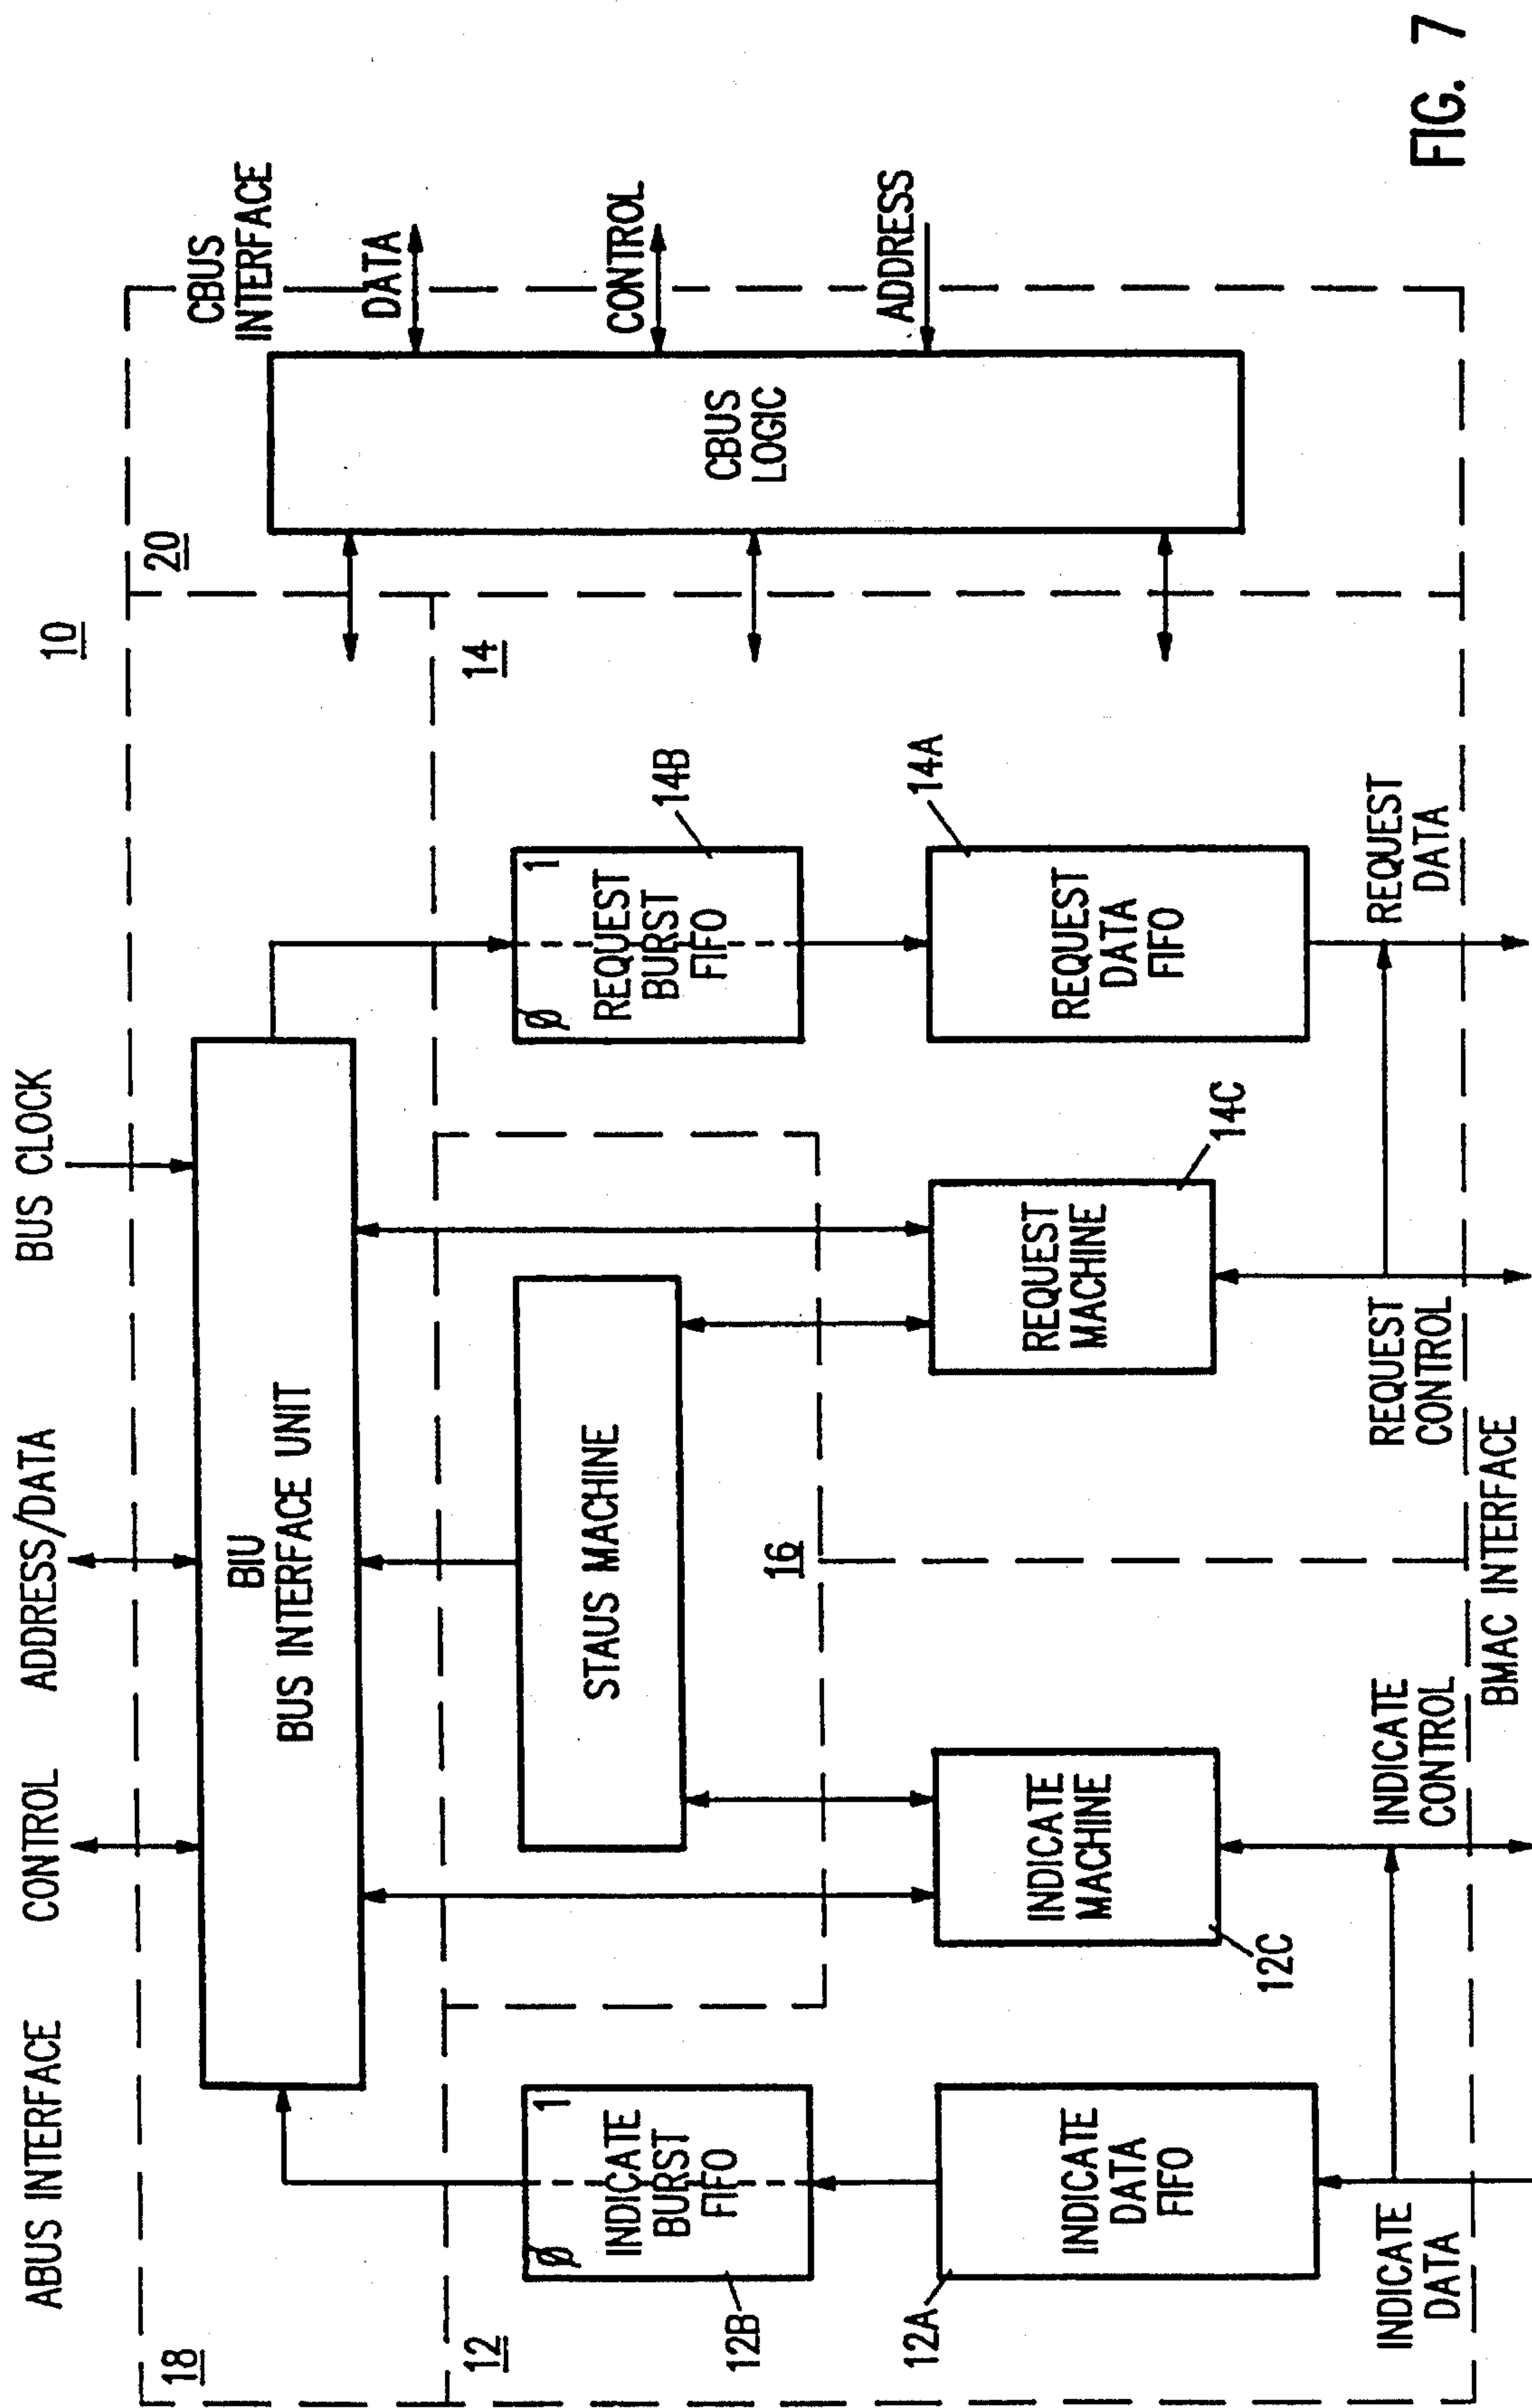 ABUS INTERFACE
CONTROL
ADDRESS/DATA
BUS CLOCK
10
18
BIU
BUS INTERFACE UNIT
20
CBUS
INTERFACE
DATA
CONTROL
ADDRESS
CBUS
LOGIC
12
14
Ø
1
INDICATE
BURST
FIFO
12B
STAUS MACHINE
16
Ø
1
REQUEST
BURST
FIFO
14B
12A
INDICATE
DATA
FIFO
INDICATE
MACHINE
12C
REQUEST
MACHINE
14C
REQUEST
DATA
FIFO
14A
INDICATE
DATA
INDICATE
CONTROL
REQUEST
CONTROL
REQUEST
DATA
BMAC INTERFACE
FIG. 7